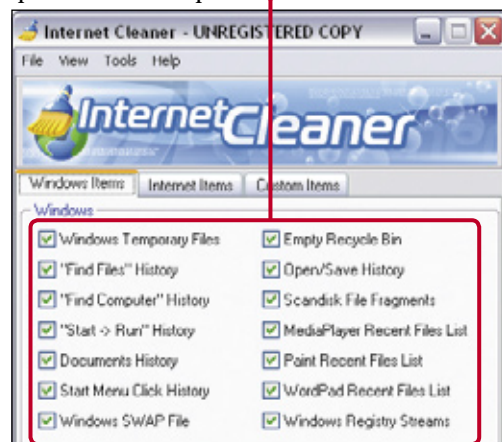 Internet Cleaner - UNREGISTERED COPY
File View Tools Help
InternetCleaner
Windows Items Internet Items Custom Items
Windows
Windows Temporary Files
"Find Files" History
"Find Computer" History
"Start -> Run" History
Documents History
Start Menu Click History
Windows SWAP File
Empty Recycle Bin
Open/Save History
Scandisk File Fragments
MediaPlayer Recent Files List
Paint Recent Files List
WordPad Recent Files List
Windows Registry Streams